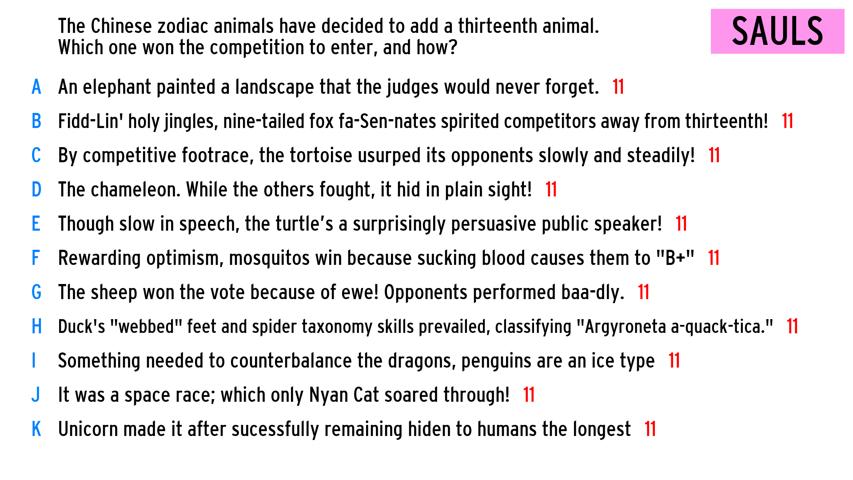 The Chinese zodiac animals have decided to add a thirteenth animal.
Which one won the competition to enter, and how?
SAULS
A An elephant painted a landscape that the judges would never forget. 11
B Fidd-Lin' holy jingles, nine-tailed fox fa-Sen-nates spirited competitors away from thirteenth! 11
C By competitive footrace, the tortoise usurped its opponents slowly and steadily! 11
D The chameleon. While the others fought, it hid in plain sight! 11
E Though slow in speech, the turtle's a surprisingly persuasive public speaker! 11
F Rewarding optimism, mosquitos win because sucking blood causes them to "B+" 11
G The sheep won the vote because of ewe! Opponents performed baa-dly. 11
H Duck's "webbed" feet and spider taxonomy skills prevailed, classifying "Argyroneta a-quack-tica." 11
I Something needed to counterbalance the dragons, penguins are an ice type 11
J It was a space race; which only Nyan Cat soared through! 11
K Unicorn made it after sucessfully remaining hiden to humans the longest 11